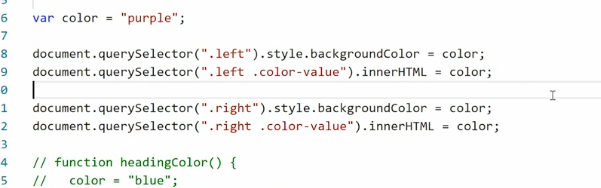 6 var color = "purple";
7
8 document.querySelector(".left").style.backgroundColor = color;
9 document.querySelector(".left .color-value").innerHTML = color;
0
1 document.querySelector(".right").style.backgroundColor = color;
2 document.querySelector(".right .color-value").innerHTML = color;
3
4 // function headingColor() {
5 //   color = "blue";